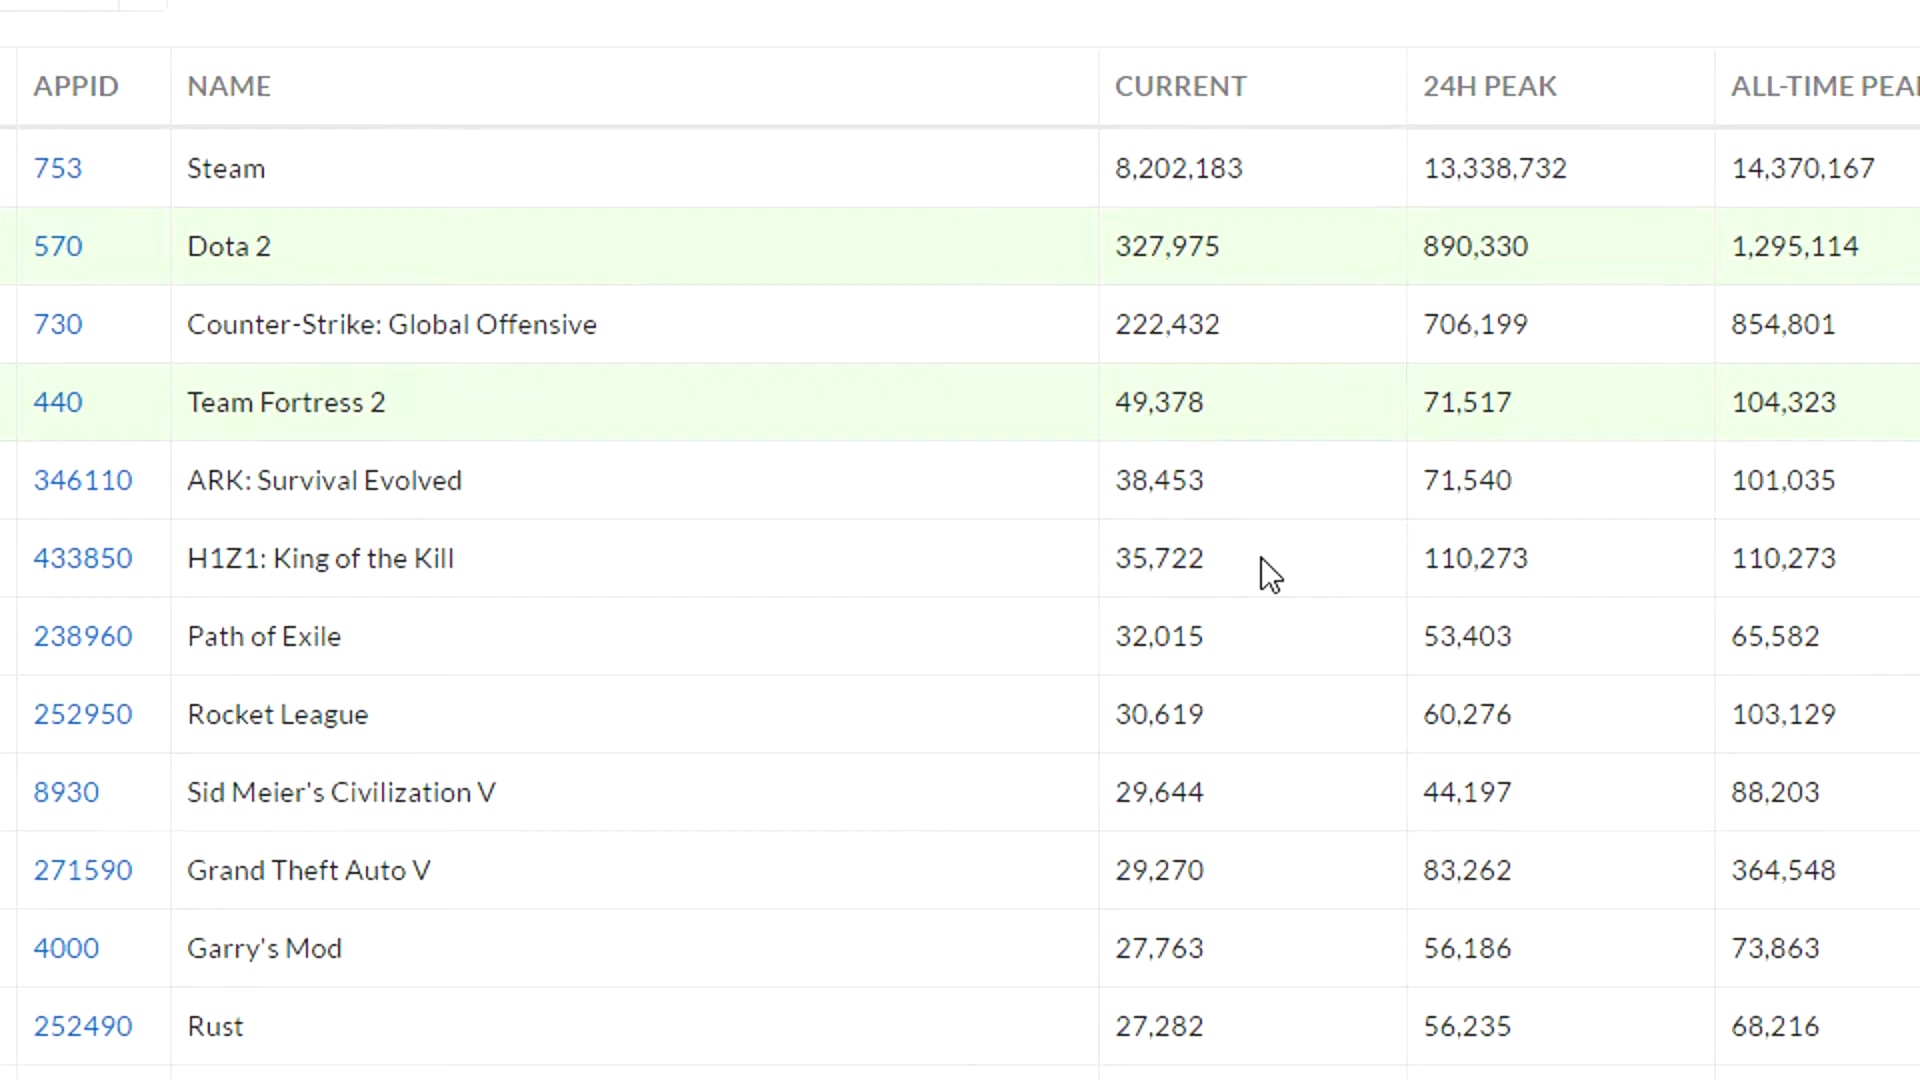 APPID NAME CURRENT 24H PEAK ALL-TIME PEA
753 Steam 8,202,183 13,338,732 14,370,167
570 Dota 2 327,975 890,330 1,295,114
730 Counter-Strike: Global Offensive 222,432 706,199 854,801
440 Team Fortress 2 49,378 71,517 104,323
346110 ARK: Survival Evolved 38,453 71,540 101,035
433850 H1Z1: King of the Kill 35,722 110,273 110,273
238960 Path of Exile 32,015 53,403 65,582
252950 Rocket League 30,619 60,276 103,129
8930 Sid Meier's Civilization V 29,644 44,197 88,203
271590 Grand Theft Auto V 29,270 83,262 364,548
4000 Garry's Mod 27,763 56,186 73,863
252490 Rust 27,282 56,235 68,216